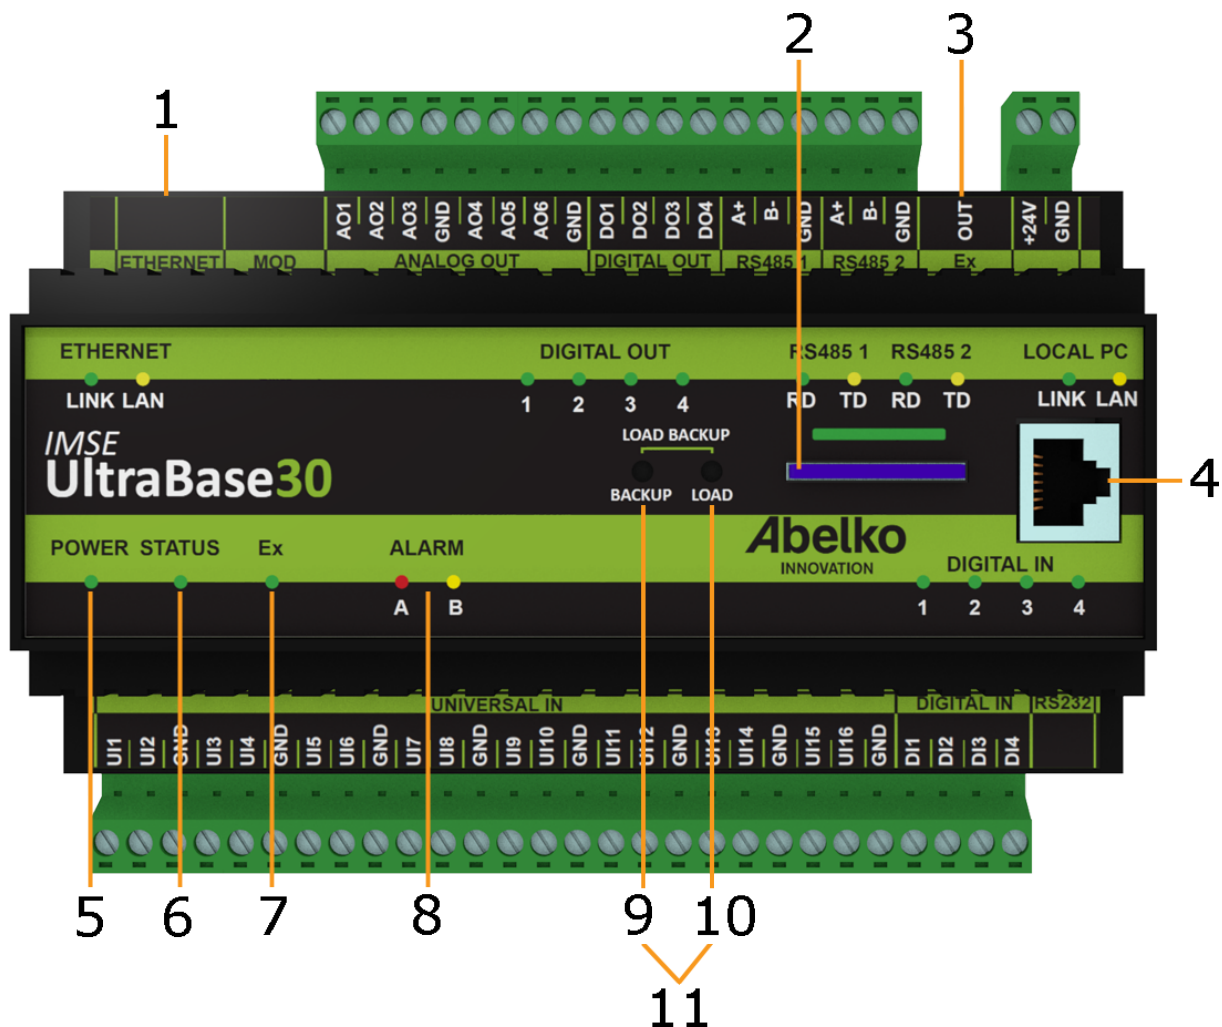 2 3
1
AO1 AO2 AO3 GND AO4 AO5 AO6 GND DO1 DO2 DO3 DO4 A+ B- GND A+ B- GND OUT +24V GND
ETHERNET MOD ANALOG OUT DIGITAL OUT RS485 1 RS485 2 Ex
ETHERNET DIGITAL OUT RS485 1 RS485 2 LOCAL PC
LINK LAN 1 2 3 4 RD TD RD TD LINK LAN
LOAD BACKUP
IMSE
UltraBase30
BACKUP LOAD
4
Abelko
INNOVATION
POWER STATUS Ex ALARM DIGITAL IN
A B 1 2 3 4
UNIVERSAL IN DIGITAL IN RS232
UI1 UI2 GND UI3 UI4 GND UI5 UI6 GND UI7 UI8 GND UI9 UI10 GND UI11 UI12 GND UI13 UI14 GND UI15 UI16 GND DI1 DI2 DI3 DI4
5 6 7 8 9 10
11